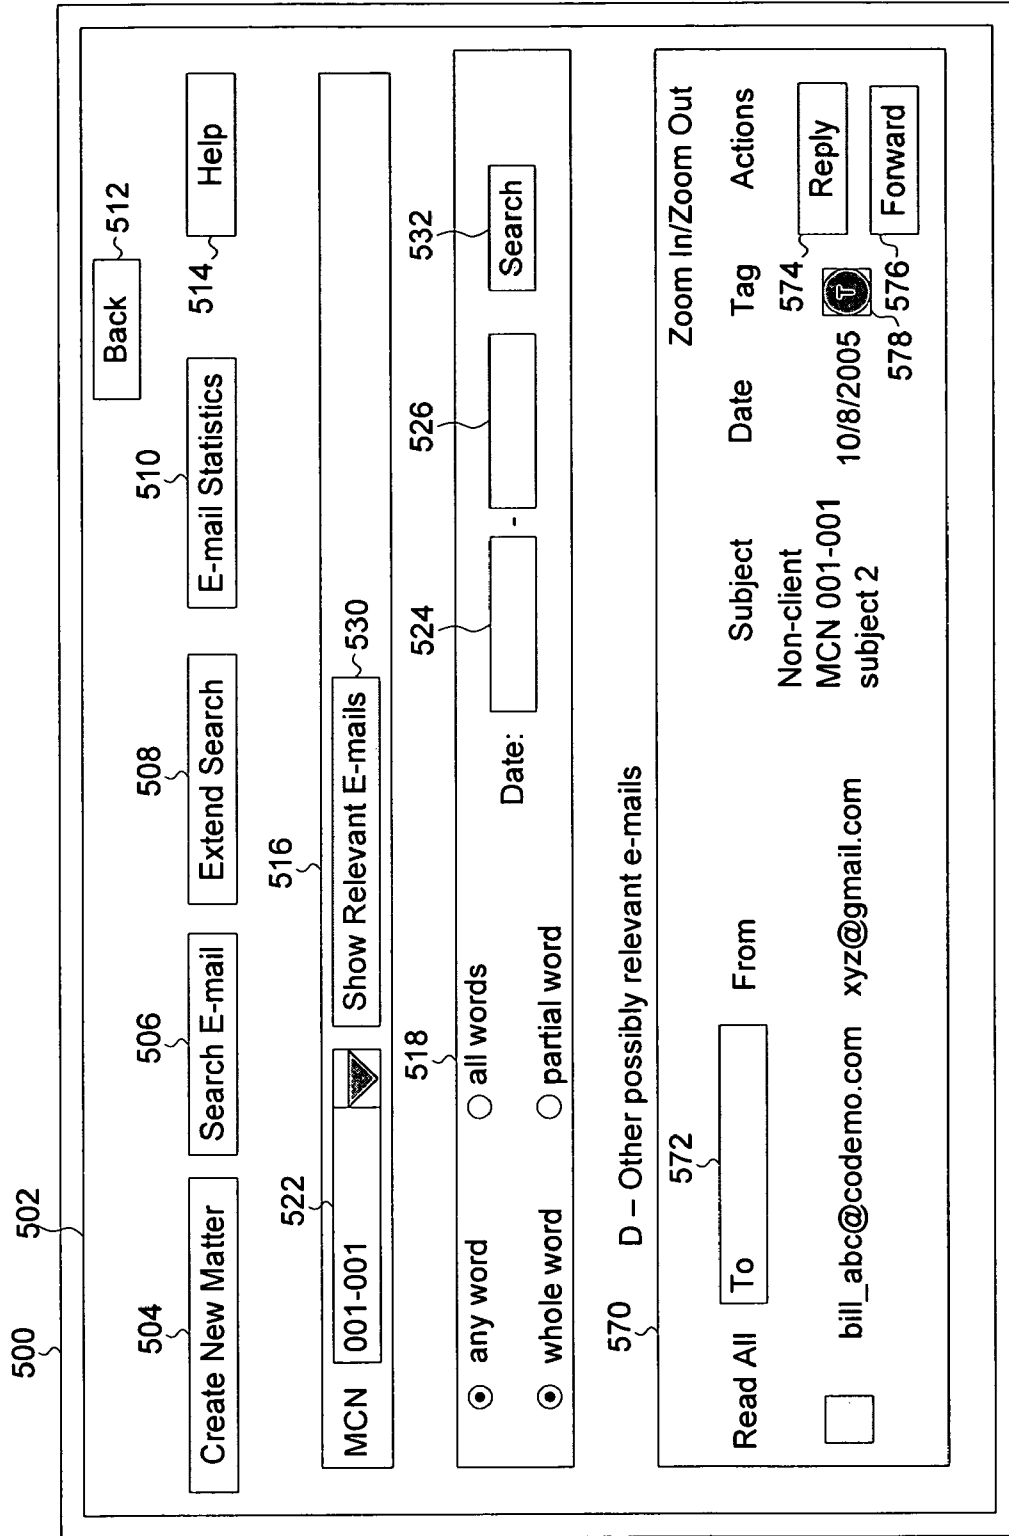 500
502
Back
512
504
506
508
510
514
Create New Matter
Search E-mail
Extend Search
E-mail Statistics
Help
522
516
MCN
001-001
Show Relevant E-mails
530
518
524
526
532
any word
all words
whole word
partial word
Date:
-
Search
570
D – Other possibly relevant e-mails
572
Zoom In/Zoom Out
Read All
To
From
Subject
Date
Tag
Actions
bill_abc@codemo.com
xyz@gmail.com
Non-client
MCN 001-001
subject 2
10/8/2005
T
574
Reply
578
576
Forward